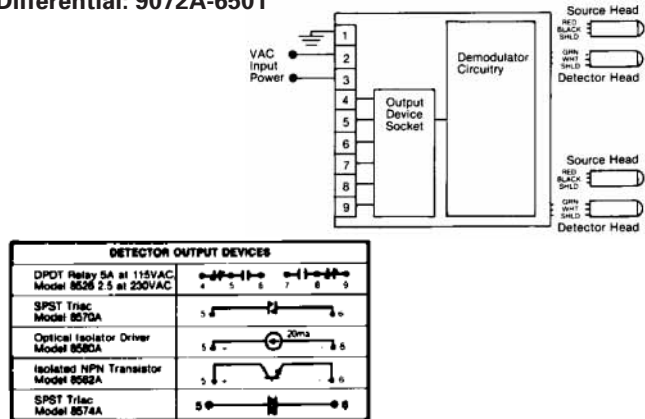 Differential: 9072A-6501
Source Head
RED
BLACK
SHLD
GRN
WHT
SHLD
Detector Head
VAC
Input
Power
1
2
3
4
5
6
7
8
9
Output
Device
Socket
Demodulator
Circuitry
Source Head
RED
BLACK
SHLD
GRN
WHT
SHLD
Detector Head
DETECTOR OUTPUT DEVICES
DPDT Relay 5A at 115VAC,
Model 8526 2.5 at 230VAC
4 5 6 7 8 9
SPST Triac
Model 8570A
5 6
Optical Isolator Driver
Model 8580A
20ma
5 + - 6
Isolated NPN Transistor
Model 8582A
5 + - 6
SPST Triac
Model 8574A
5 6